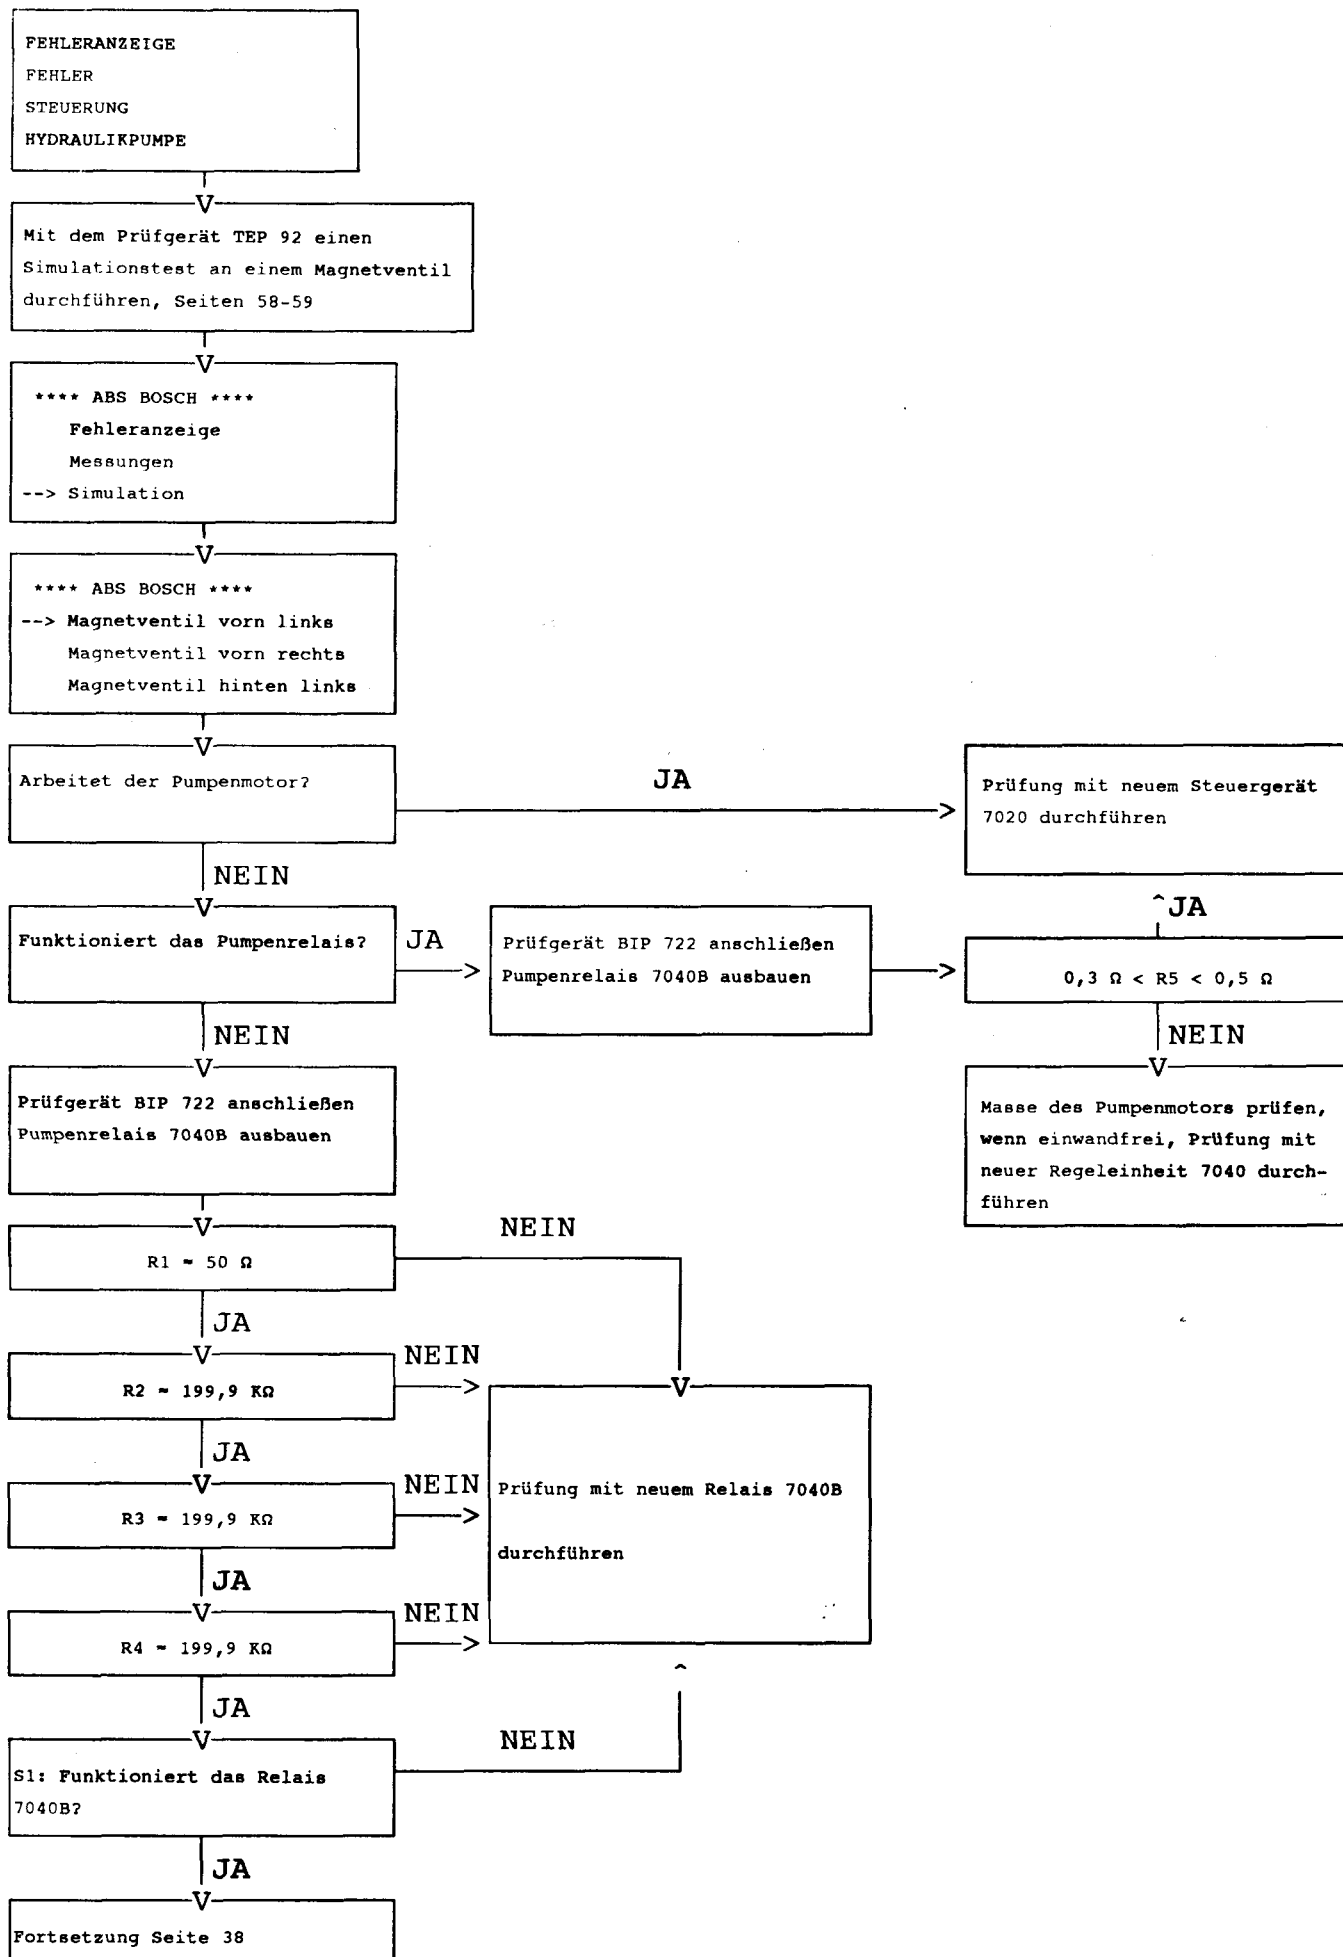 FEHLERANZEIGE
FEHLER
STEUERUNG
HYDRAULIKPUMPE
Mit dem Prüfgerät TEP 92 einen
Simulationstest an einem Magnetventil
durchführen, Seiten 58-59
**** ABS BOSCH ****
Fehleranzeige
Messungen
--> Simulation
**** ABS BOSCH ****
--> Magnetventil vorn links
Magnetventil vorn rechts
Magnetventil hinten links
Arbeitet der Pumpenmotor?
JA
Prüfung mit neuem Steuergerät
7020 durchführen
NEIN
Funktioniert das Pumpenrelais?
JA
Prüfgerät BIP 722 anschließen
Pumpenrelais 7040B ausbauen
JA
0,3 Ω < R5 < 0,5 Ω
NEIN
Masse des Pumpenmotors prüfen,
wenn einwandfrei, Prüfung mit
neuer Regeleinheit 7040 durch-
führen
NEIN
Prüfgerät BIP 722 anschließen
Pumpenrelais 7040B ausbauen
R1 ≈ 50 Ω
NEIN
JA
R2 ≈ 199,9 KΩ
NEIN
JA
R3 ≈ 199,9 KΩ
NEIN
Prüfung mit neuem Relais 7040B
durchführen
JA
R4 ≈ 199,9 KΩ
NEIN
JA
S1: Funktioniert das Relais
7040B?
NEIN
JA
Fortsetzung Seite 38